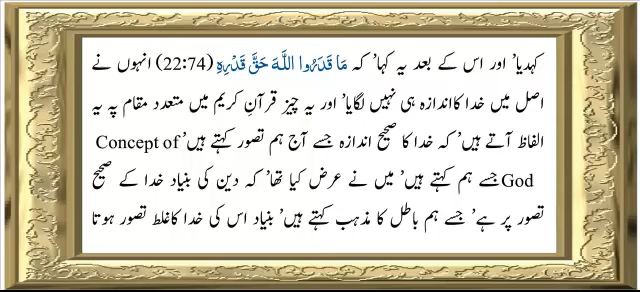 کہدیا’ اور اس کے بعد یہ کہا’ کہ مَا قَدَرُوا اللّٰهَ حَقَّ قَدْرِهٖ (22:74) انہوں نے
اصل میں خدا کااندازہ ہی نہیں لگایا’ اور یہ چیز قرآنِ کریم میں متعدد مقام پہ یہ
الفاظ آتے ہیں’ کہ خدا کا صحیح اندازہ جسے آج ہم تصور کہتے ہیں’ Concept of
God جسے ہم کہتے ہیں’ میں نے عرض کیا تھا’ کہ دین کی بنیاد خدا کے صحیح
تصور پر ہے’ جسے ہم باطل کا مذہب کہتے ہیں’ بنیاد اس کی خدا کاغلط تصور ہوتا